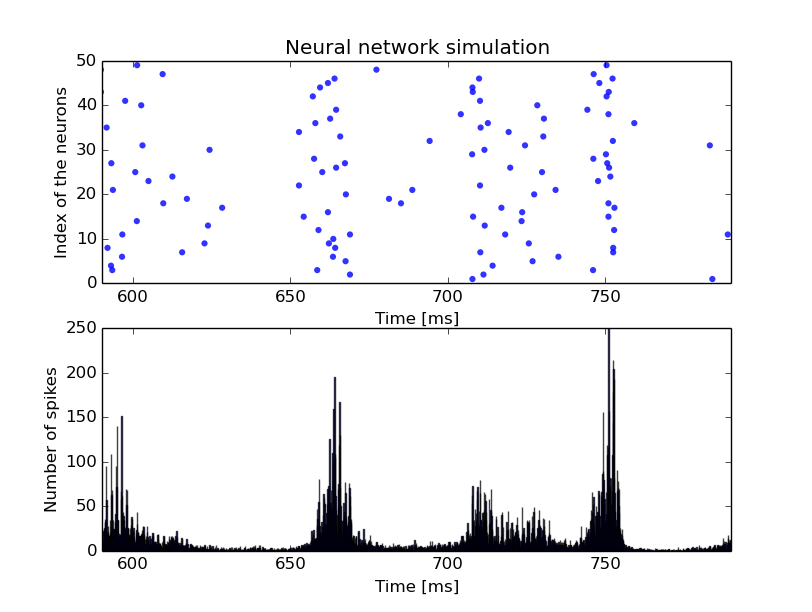 Neural network simulation
50
40
30
20
10
0
Index of the neurons
600 650 700 750
Time [ms]
250
200
150
100
50
0
Number of spikes
600 650 700 750
Time [ms]